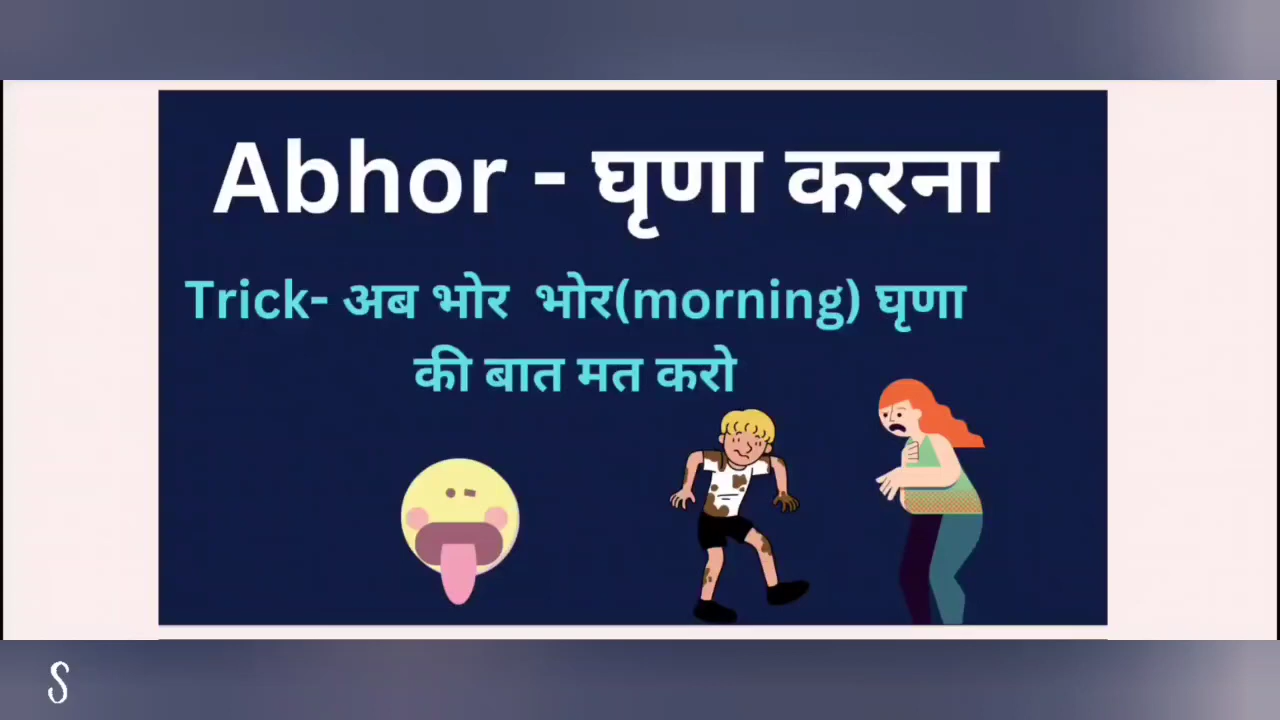 Abhor - घृणा करना
Trick- अब भोर भोर(morning) घृणा
की बात मत करो
S